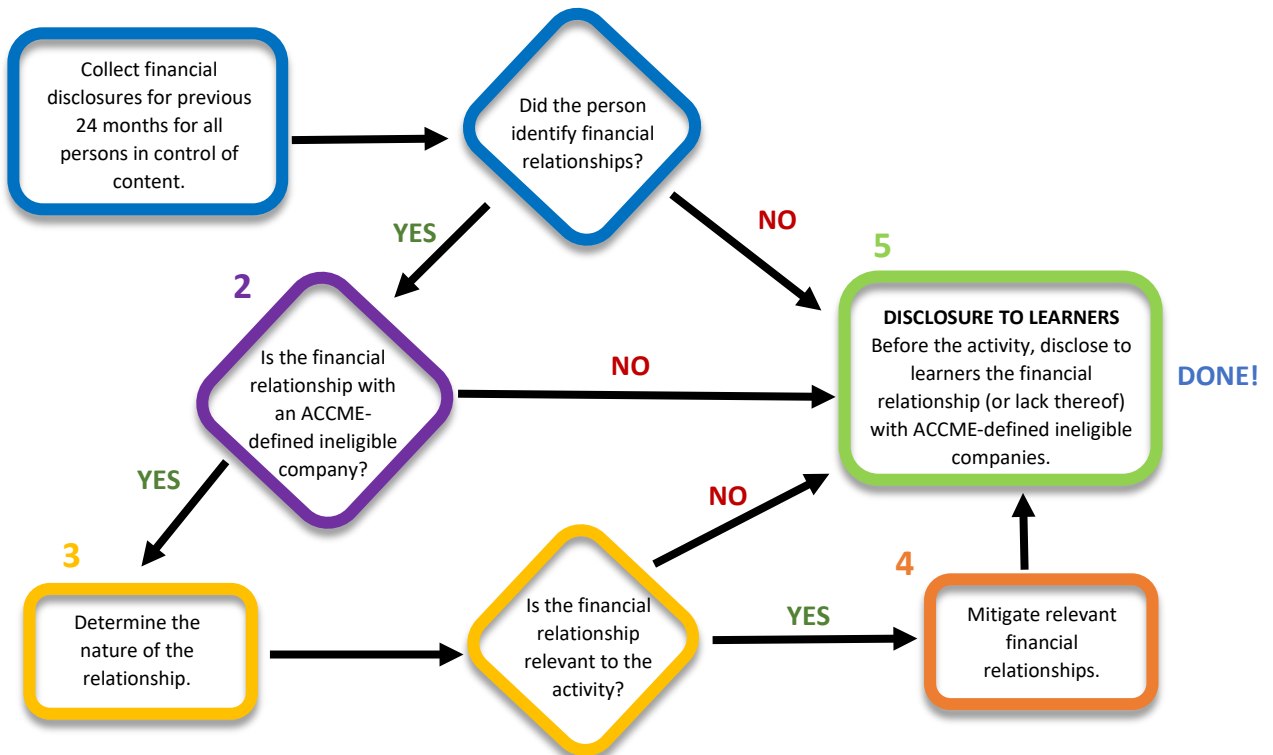 Collect financial
disclosures for previous
24 months for all
persons in control of
content.
Did the person
identify financial
relationships?
YES
NO
2
Is the financial
relationship with
an ACCME-
defined ineligible
company?
NO
5
DISCLOSURE TO LEARNERS
Before the activity, disclose to
learners the financial
relationship (or lack thereof)
with ACCME-defined ineligible
companies.
DONE!
YES
3
Determine the
nature of the
relationship.
Is the financial
relationship
relevant to the
activity?
NO
YES
4
Mitigate relevant
financial
relationships.